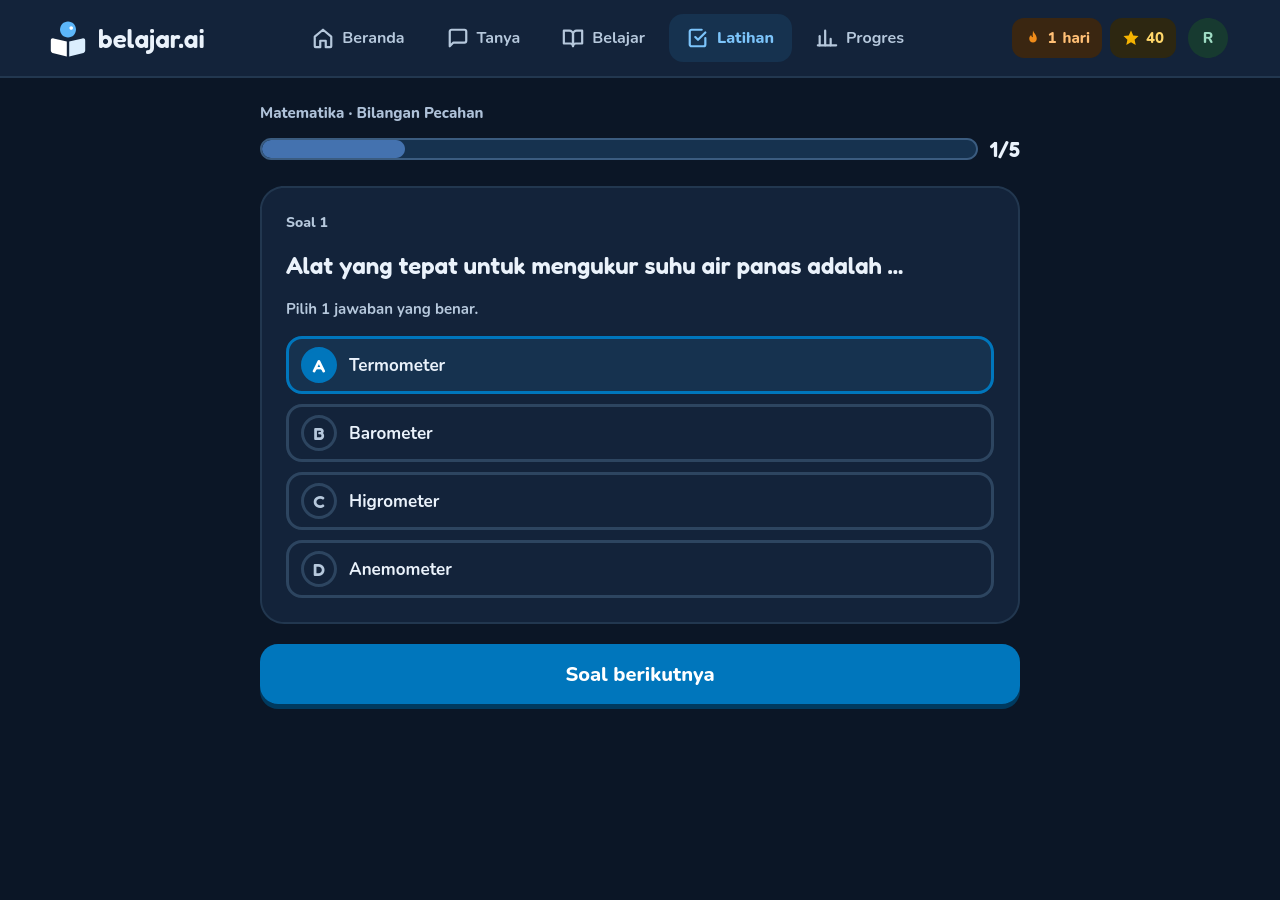 belajar.ai
Beranda
Tanya
Belajar
Latihan
Progres
1 hari
40
R
Matematika · Bilangan Pecahan
1/5
Soal 1
Alat yang tepat untuk mengukur suhu air panas adalah ...
Pilih 1 jawaban yang benar.
A Termometer
B Barometer
C Higrometer
D Anemometer
Soal berikutnya